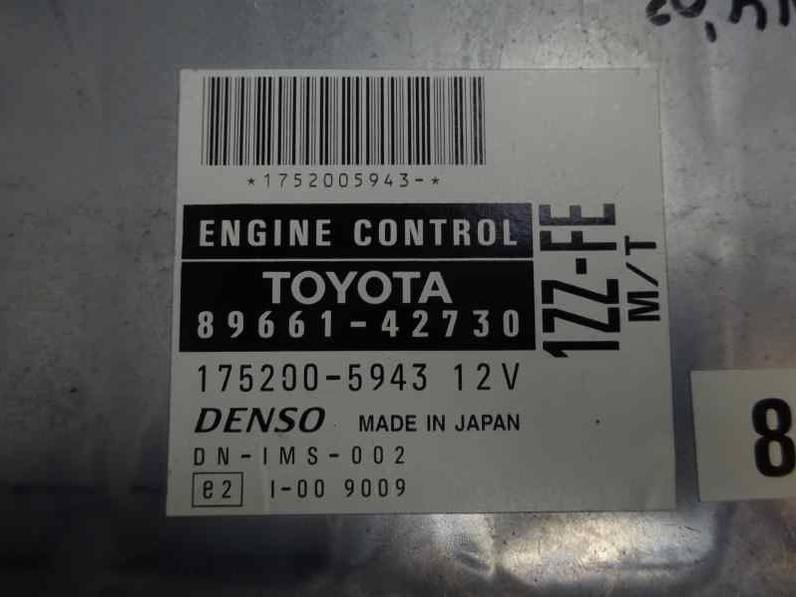 *1752005943-*
ENGINE CONTROL
TOYOTA
89661-42730
1ZZ-FE
M/T
175200-5943 12V
DENSO MADE IN JAPAN
DN-IMS-002
e2 I-00 9009
8